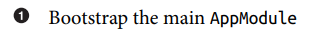 ❶ Bootstrap the main AppModule